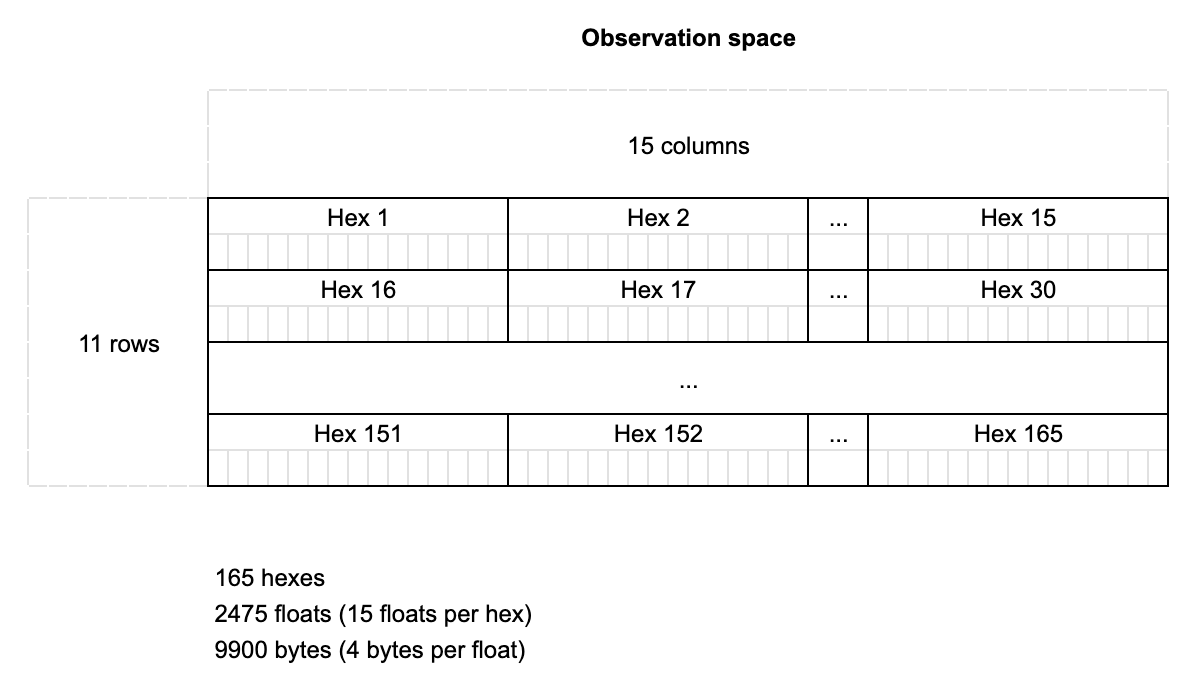 Observation space
15 columns
Hex 1 Hex 2 ... Hex 15
Hex 16 Hex 17 ... Hex 30
11 rows
...
Hex 151 Hex 152 ... Hex 165
165 hexes
2475 floats (15 floats per hex)
9900 bytes (4 bytes per float)